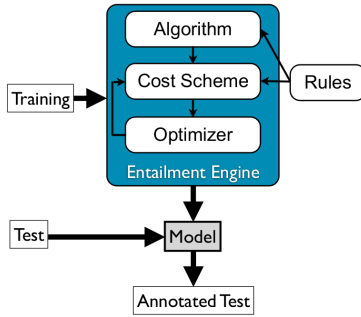 Algorithm
Cost Scheme
Rules
Training
Optimizer
Entailment Engine
Test
Model
Annotated Test